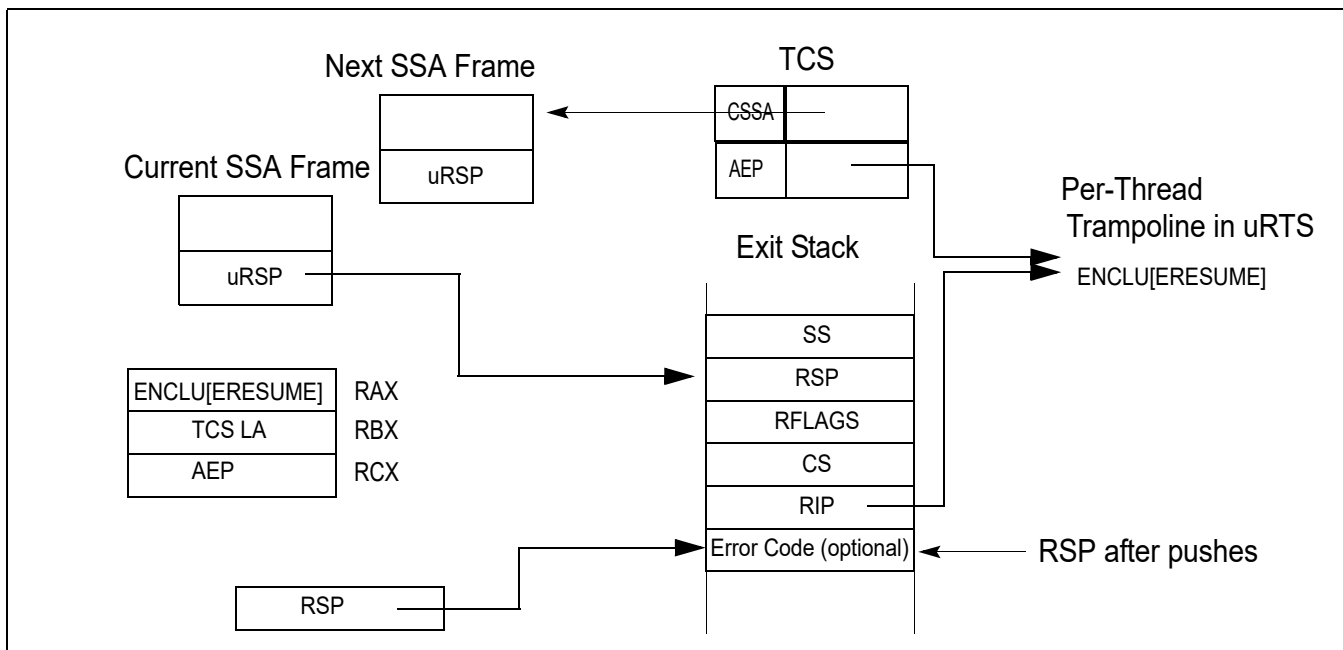 Next SSA Frame
TCS
CSSA
Current SSA Frame
uRSP
AEP
Per-Thread
Trampoline in uRTS
Exit Stack
uRSP
ENCLU[ERESUME]
SS
RSP
ENCLU[ERESUME] RAX
RFLAGS
TCS LA RBX
CS
AEP RCX
RIP
Error Code (optional)
RSP after pushes
RSP